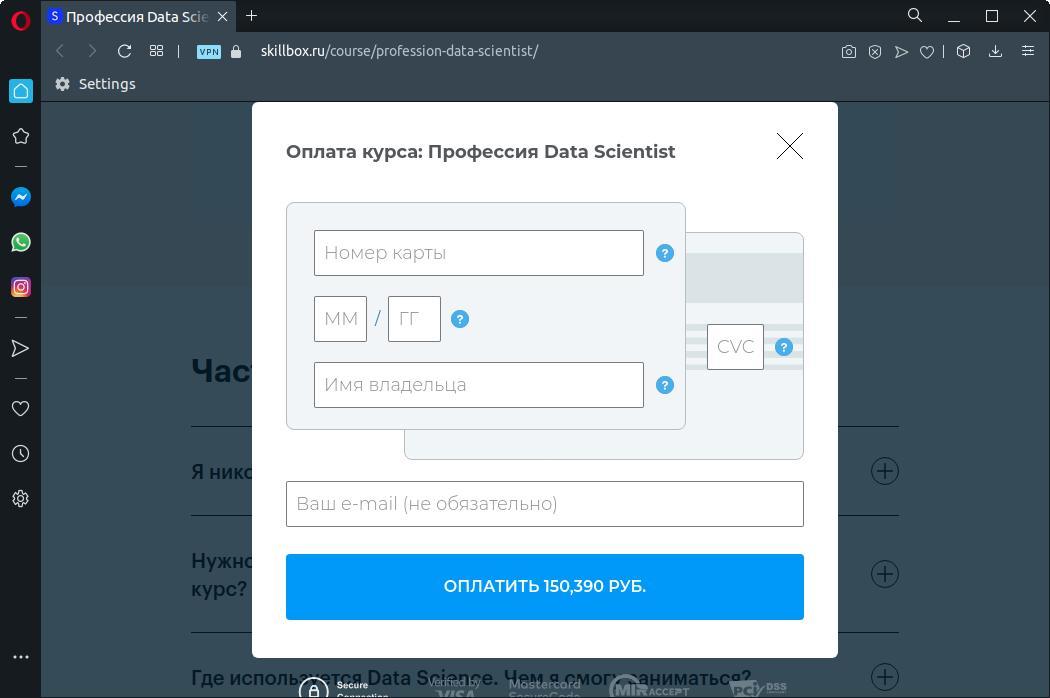 Профессия Data Scie
VPN
skillbox.ru/course/profession-data-scientist/
Settings
Оплата курса: Профессия Data Scientist
Номер карты
?
ММ / ГГ ?
CVC ?
Имя владельца
?
Ваш e-mail (не обязательно)
ОПЛАТИТЬ 150,390 РУБ.
Час
Я нико
Нужно
курс?
Где используется Data Science. Чем я смогу заниматься?
Secure
Connection
Verified by
VISA
Mastercord
SecureCode
MIR ACCEPT
PCI DSS